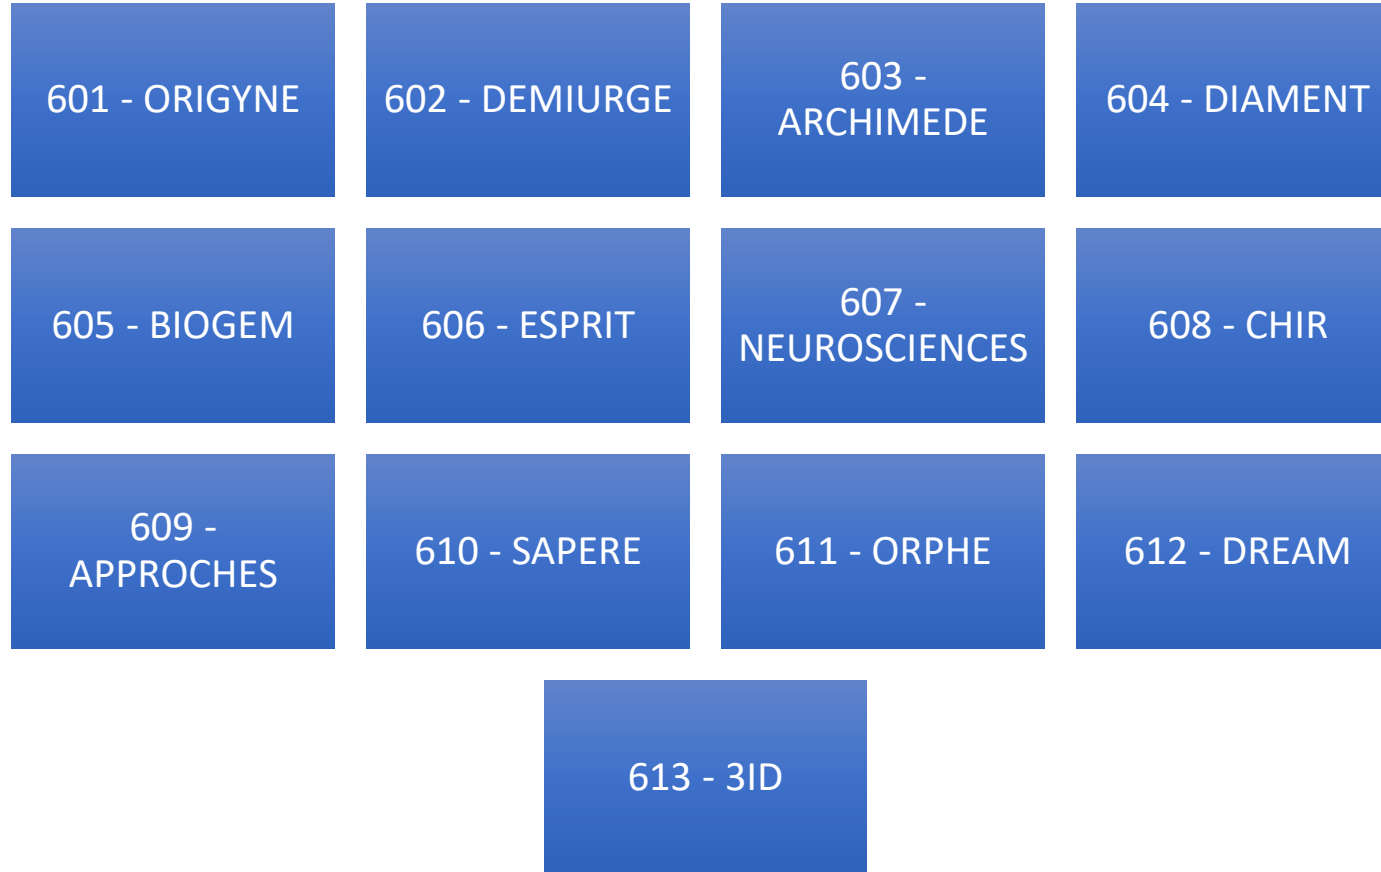 601 - ORIGYNE
602 - DEMIURGE
603 -
ARCHIMEDE
604 - DIAMENT
605 - BIOGEM
606 - ESPRIT
607 -
NEUROSCIENCES
608 - CHIR
609 -
APPROCHES
610 - SAPERE
611 - ORPHE
612 - DREAM
613 - 3ID